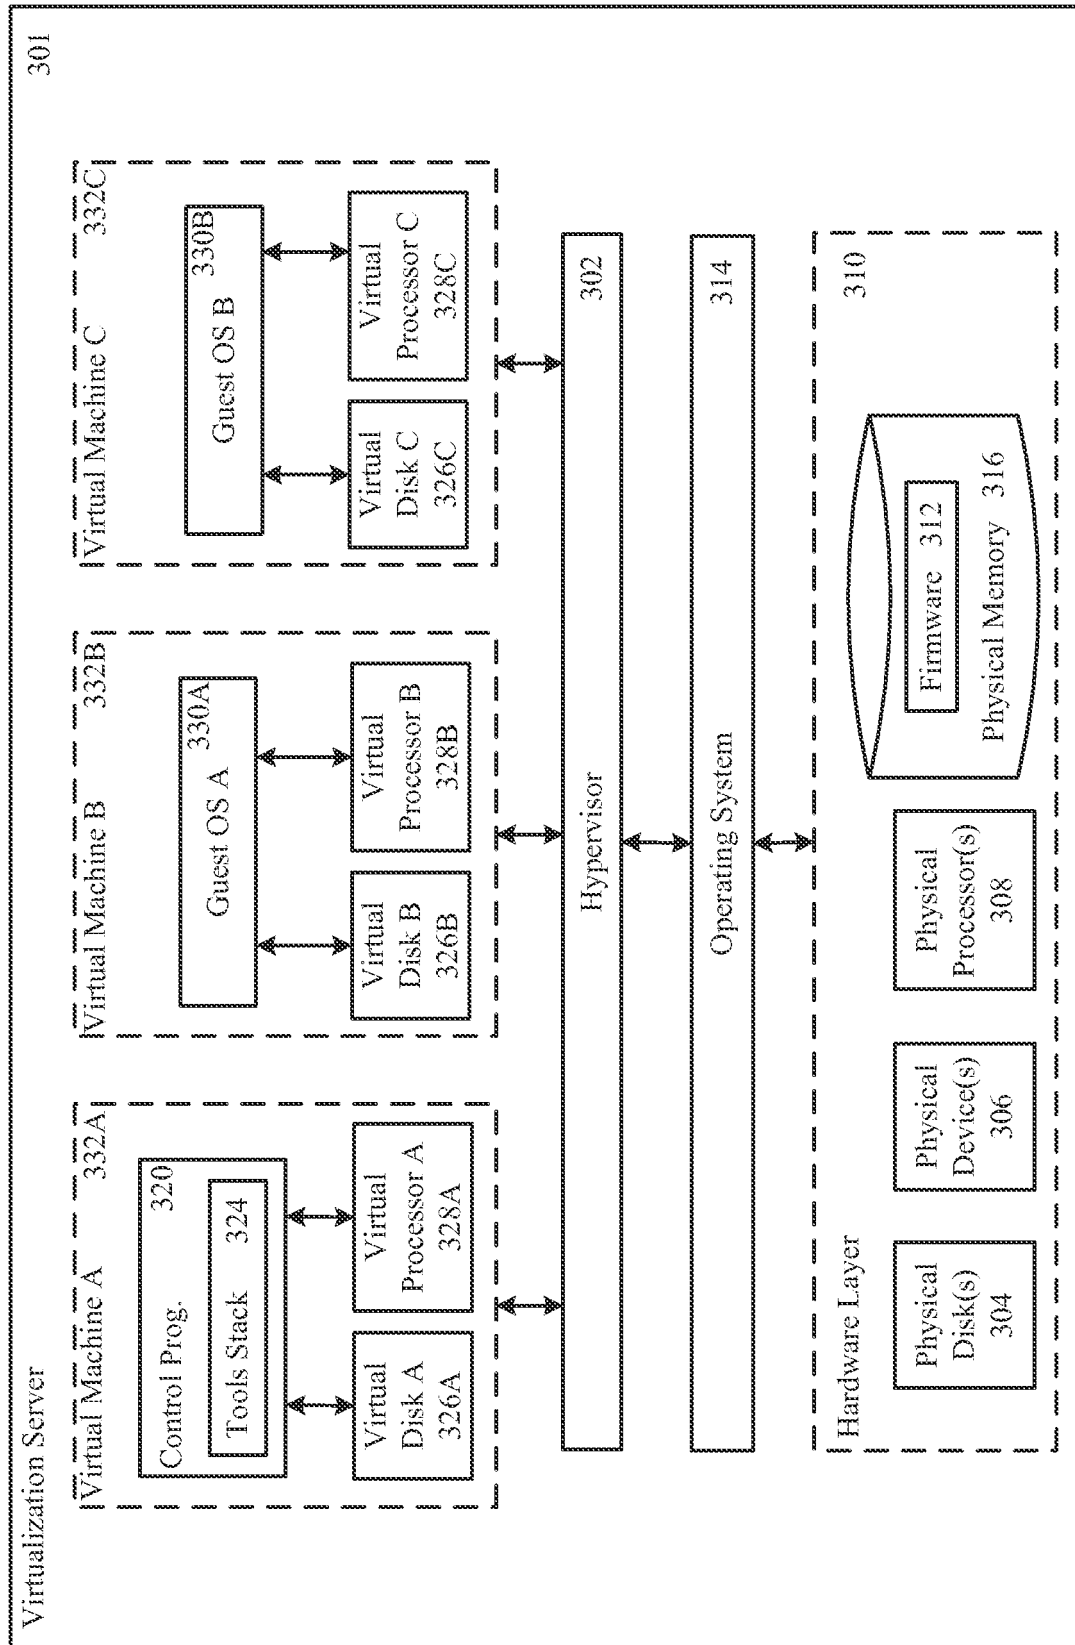 Virtualization Server
301
Virtual Machine A
332A
Control Prog.
320
Tools Stack
324
Virtual
Disk A
326A
Virtual
Processor A
328A
Virtual Machine B
332B
330A
Guest OS A
Virtual
Disk B
326B
Virtual
Processor B
328B
Virtual Machine C
332C
330B
Guest OS B
Virtual
Disk C
326C
Virtual
Processor C
328C
Hypervisor
302
Operating System
314
Hardware Layer
310
Physical
Disk(s)
304
Physical
Device(s)
306
Physical
Processor(s)
308
Firmware 312
Physical Memory 316